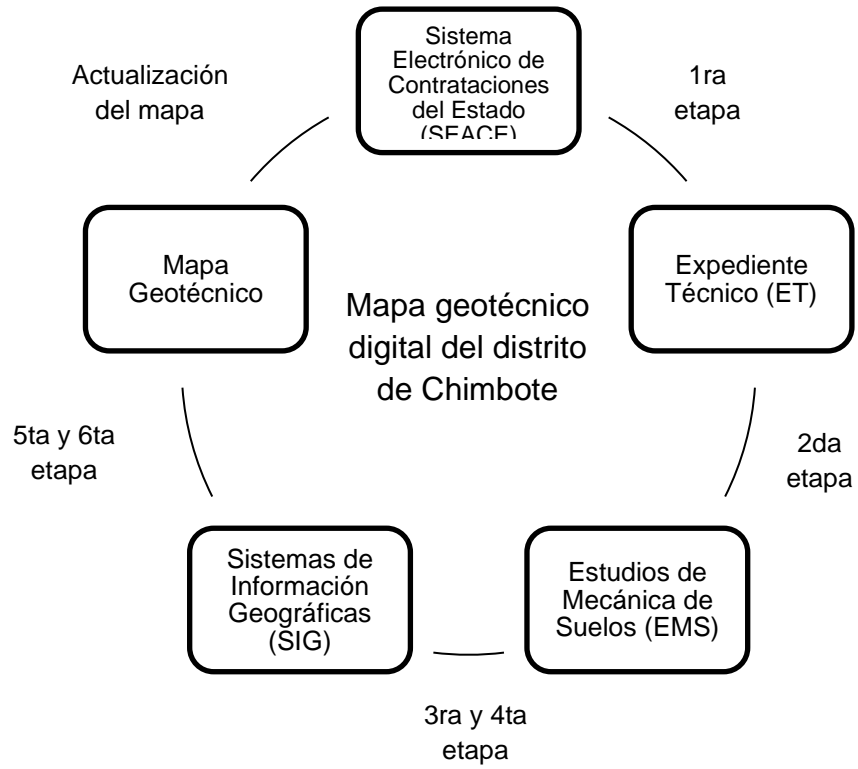 Sistema
Electrónico de
Contrataciones
del Estado
(SEACE)
1ra
etapa
Expediente
Técnico (ET)
2da
etapa
Estudios de
Mecánica de
Suelos (EMS)
3ra y 4ta
etapa
Sistemas de
Información
Geográficas
(SIG)
5ta y 6ta
etapa
Mapa
Geotécnico
Actualización
del mapa
Mapa geotécnico
digital del distrito
de Chimbote